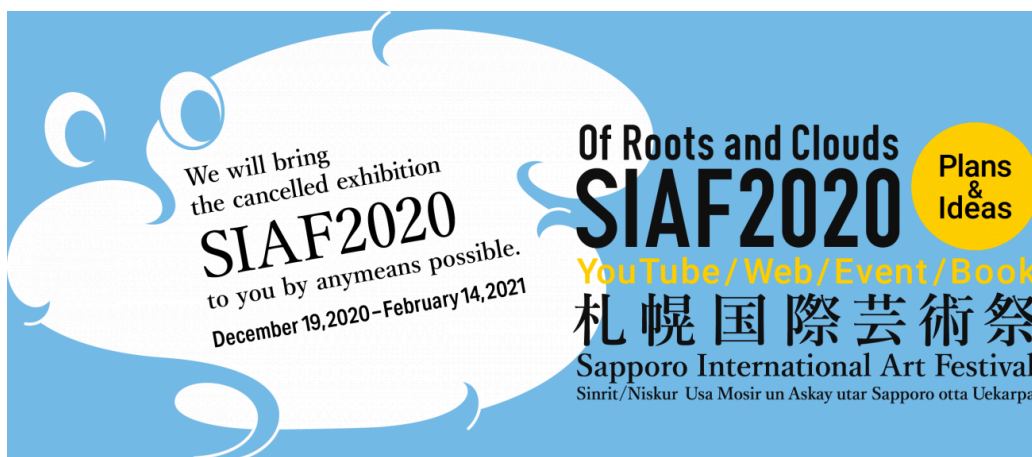 We will bring
the cancelled exhibition
SIAF2020
to you by anymeans possible.
December 19,2020–February 14,2021
Of Roots and Clouds
SIAF2020
Plans
&
Ideas
YouTube/Web/Event/Book
札幌国際芸術祭
Sapporo International Art Festival
Sinrit/Niskur Usa Mosir un Askay utar Sapporo otta Uekarpa